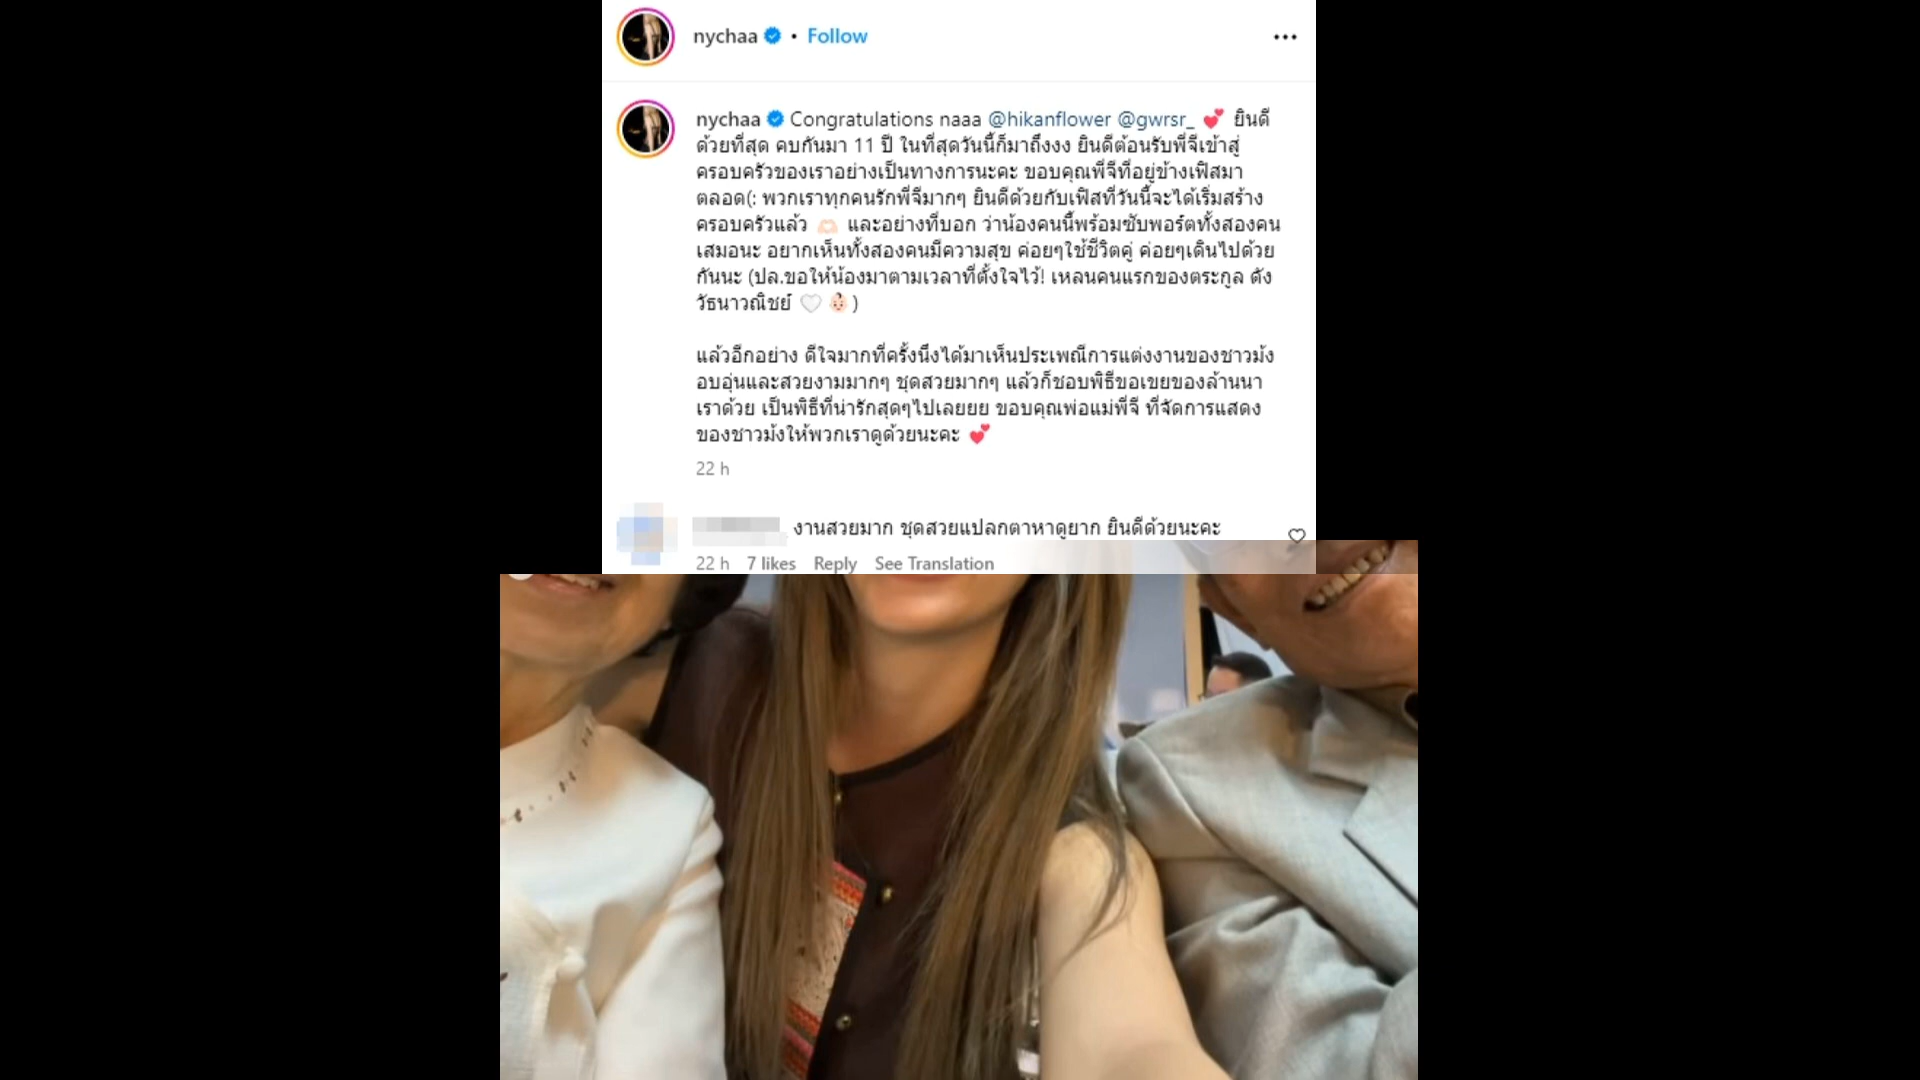 nychaa • Follow
nychaa Congratulations naaa @hikanflower @gwrsr_ 💕 ยินดี
ด้วยที่สุด คบกันมา 11 ปี ในที่สุดวันนี้ก็มาถึงงง ยินดีต้อนรับพี่จีเข้าสู่
ครอบครัวของเราอย่างเป็นทางการนะคะ ขอบคุณพี่จีที่อยู่ข้างเฟิสมา
ตลอด(: พวกเราทุกคนรักพี่จีมากๆ ยินดีด้วยกับเฟิสที่วันนี้จะได้เริ่มสร้าง
ครอบครัวแล้ว 🫶🏻 และอย่างที่บอก ว่าน้องคนนี้พร้อมซับพอร์ตทั้งสองคน
เสมอนะ อยากเห็นทั้งสองคนมีความสุข ค่อยๆใช้ชีวิตคู่ ค่อยๆเดินไปด้วย
กันนะ (ปล.ขอให้น้องมาตามเวลาที่ตั้งใจไว้! เหลนคนแรกของตระกูล ตัง
วัธนาวณิชย์ 🤍 👶🏻 )
แล้วอีกอย่าง ดีใจมากที่ครั้งนึงได้มาเห็นประเพณีการแต่งงานของชาวม้ง
อบอุ่นและสวยงามมากๆ ชุดสวยมากๆ แล้วก็ชอบพิธีขอเขยของล้านนา
เราด้วย เป็นพิธีที่น่ารักสุดๆไปเลยยย ขอบคุณพ่อแม่พี่จี ที่จัดการแสดง
ของชาวม้งให้พวกเราดูด้วยนะคะ 💕
22 h
งานสวยมาก ชุดสวยแปลกตาหาดูยาก ยินดีด้วยนะคะ
22 h 7 likes Reply See Translation